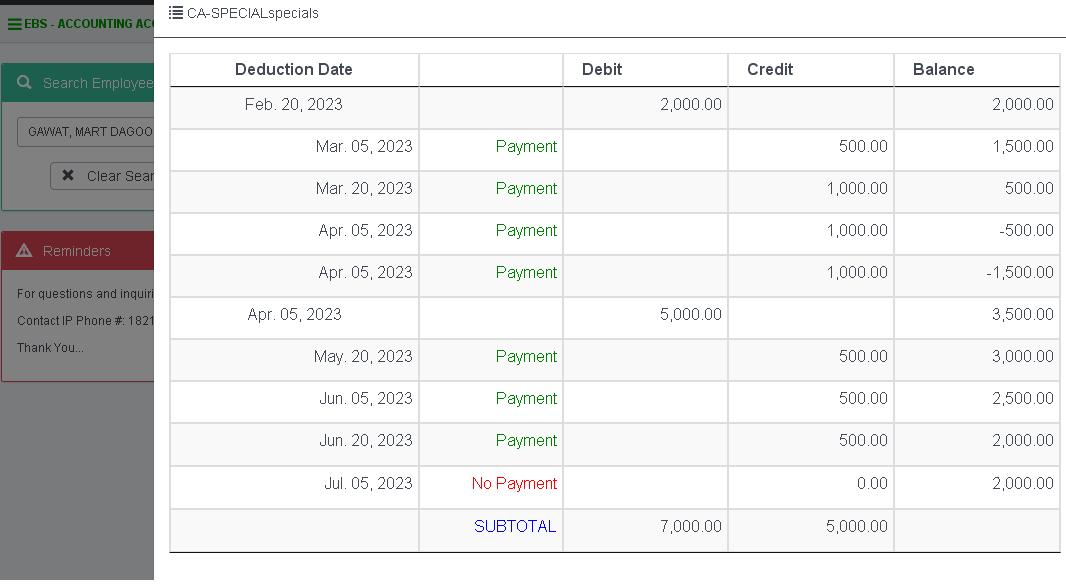 CA-SPECIALspecials
EBS - ACCOUNTING
Search Employee
GAWAT, MART DAGOO
Clear
Reminders
For questions and
Contact IP Phone #: 1821
Thank You...
Deduction Date Debit Credit Balance
Feb. 20, 2023 2,000.00 2,000.00
Mar. 05, 2023 Payment 500.00 1,500.00
Mar. 20, 2023 Payment 1,000.00 500.00
Apr. 05, 2023 Payment 1,000.00 -500.00
Apr. 05, 2023 Payment 1,000.00 -1,500.00
Apr. 05, 2023 5,000.00 3,500.00
May. 20, 2023 Payment 500.00 3,000.00
Jun. 05, 2023 Payment 500.00 2,500.00
Jun. 20, 2023 Payment 500.00 2,000.00
Jul. 05, 2023 No Payment 0.00 2,000.00
SUBTOTAL 7,000.00 5,000.00